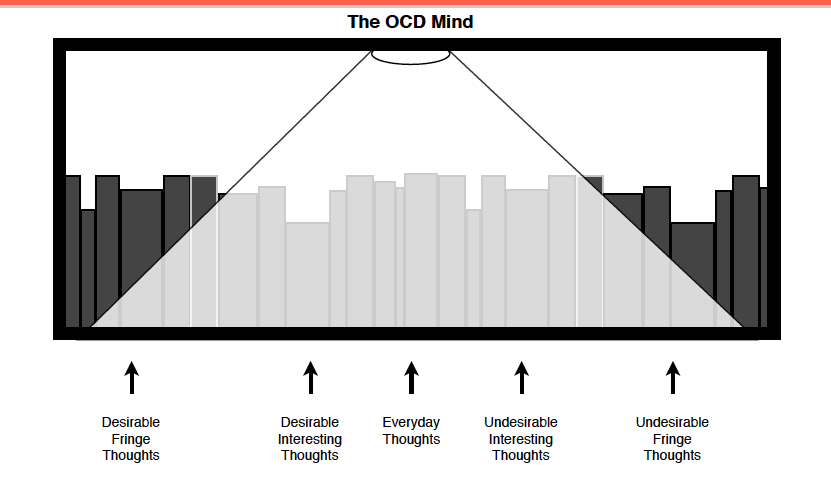 The OCD Mind
Desirable
Fringe
Thoughts
Desirable
Interesting
Thoughts
Everyday
Thoughts
Undesirable
Interesting
Thoughts
Undesirable
Fringe
Thoughts